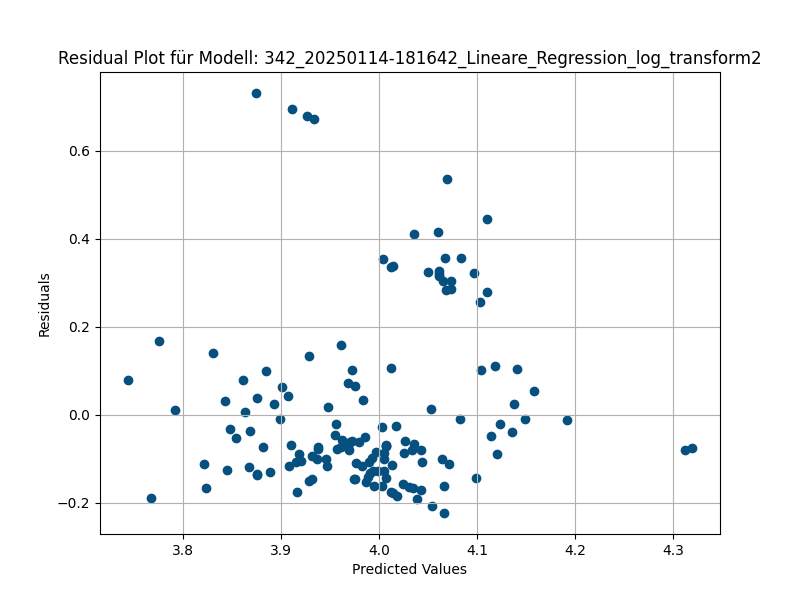 Residual Plot für Modell: 342_20250114-181642_Lineare_Regression_log_transform2
0.6
0.4
0.2
0.0
−0.2
Residuals
3.8 3.9 4.0 4.1 4.2 4.3
Predicted Values